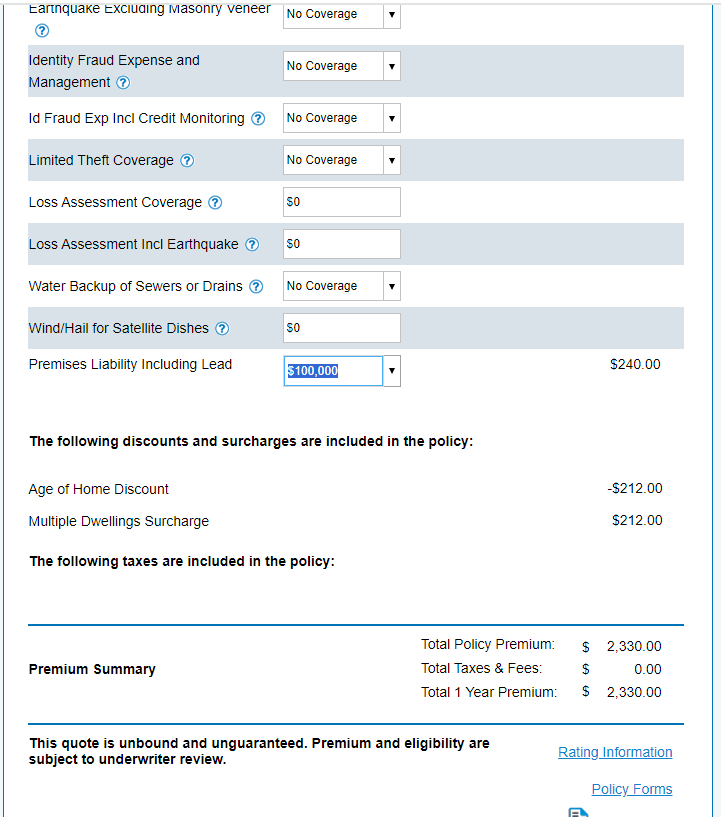 Earthquake Excluding Masonry Veneer
No Coverage
Identity Fraud Expense and
Management
No Coverage
Id Fraud Exp Incl Credit Monitoring
No Coverage
Limited Theft Coverage
No Coverage
Loss Assessment Coverage
$0
Loss Assessment Incl Earthquake
$0
Water Backup of Sewers or Drains
No Coverage
Wind/Hail for Satellite Dishes
$0
Premises Liability Including Lead
$100,000
$240.00
The following discounts and surcharges are included in the policy:
Age of Home Discount
-$212.00
Multiple Dwellings Surcharge
$212.00
The following taxes are included in the policy:
Premium Summary
Total Policy Premium: $ 2,330.00
Total Taxes & Fees: $ 0.00
Total 1 Year Premium: $ 2,330.00
This quote is unbound and unguaranteed. Premium and eligibility are
subject to underwriter review.
Rating Information
Policy Forms